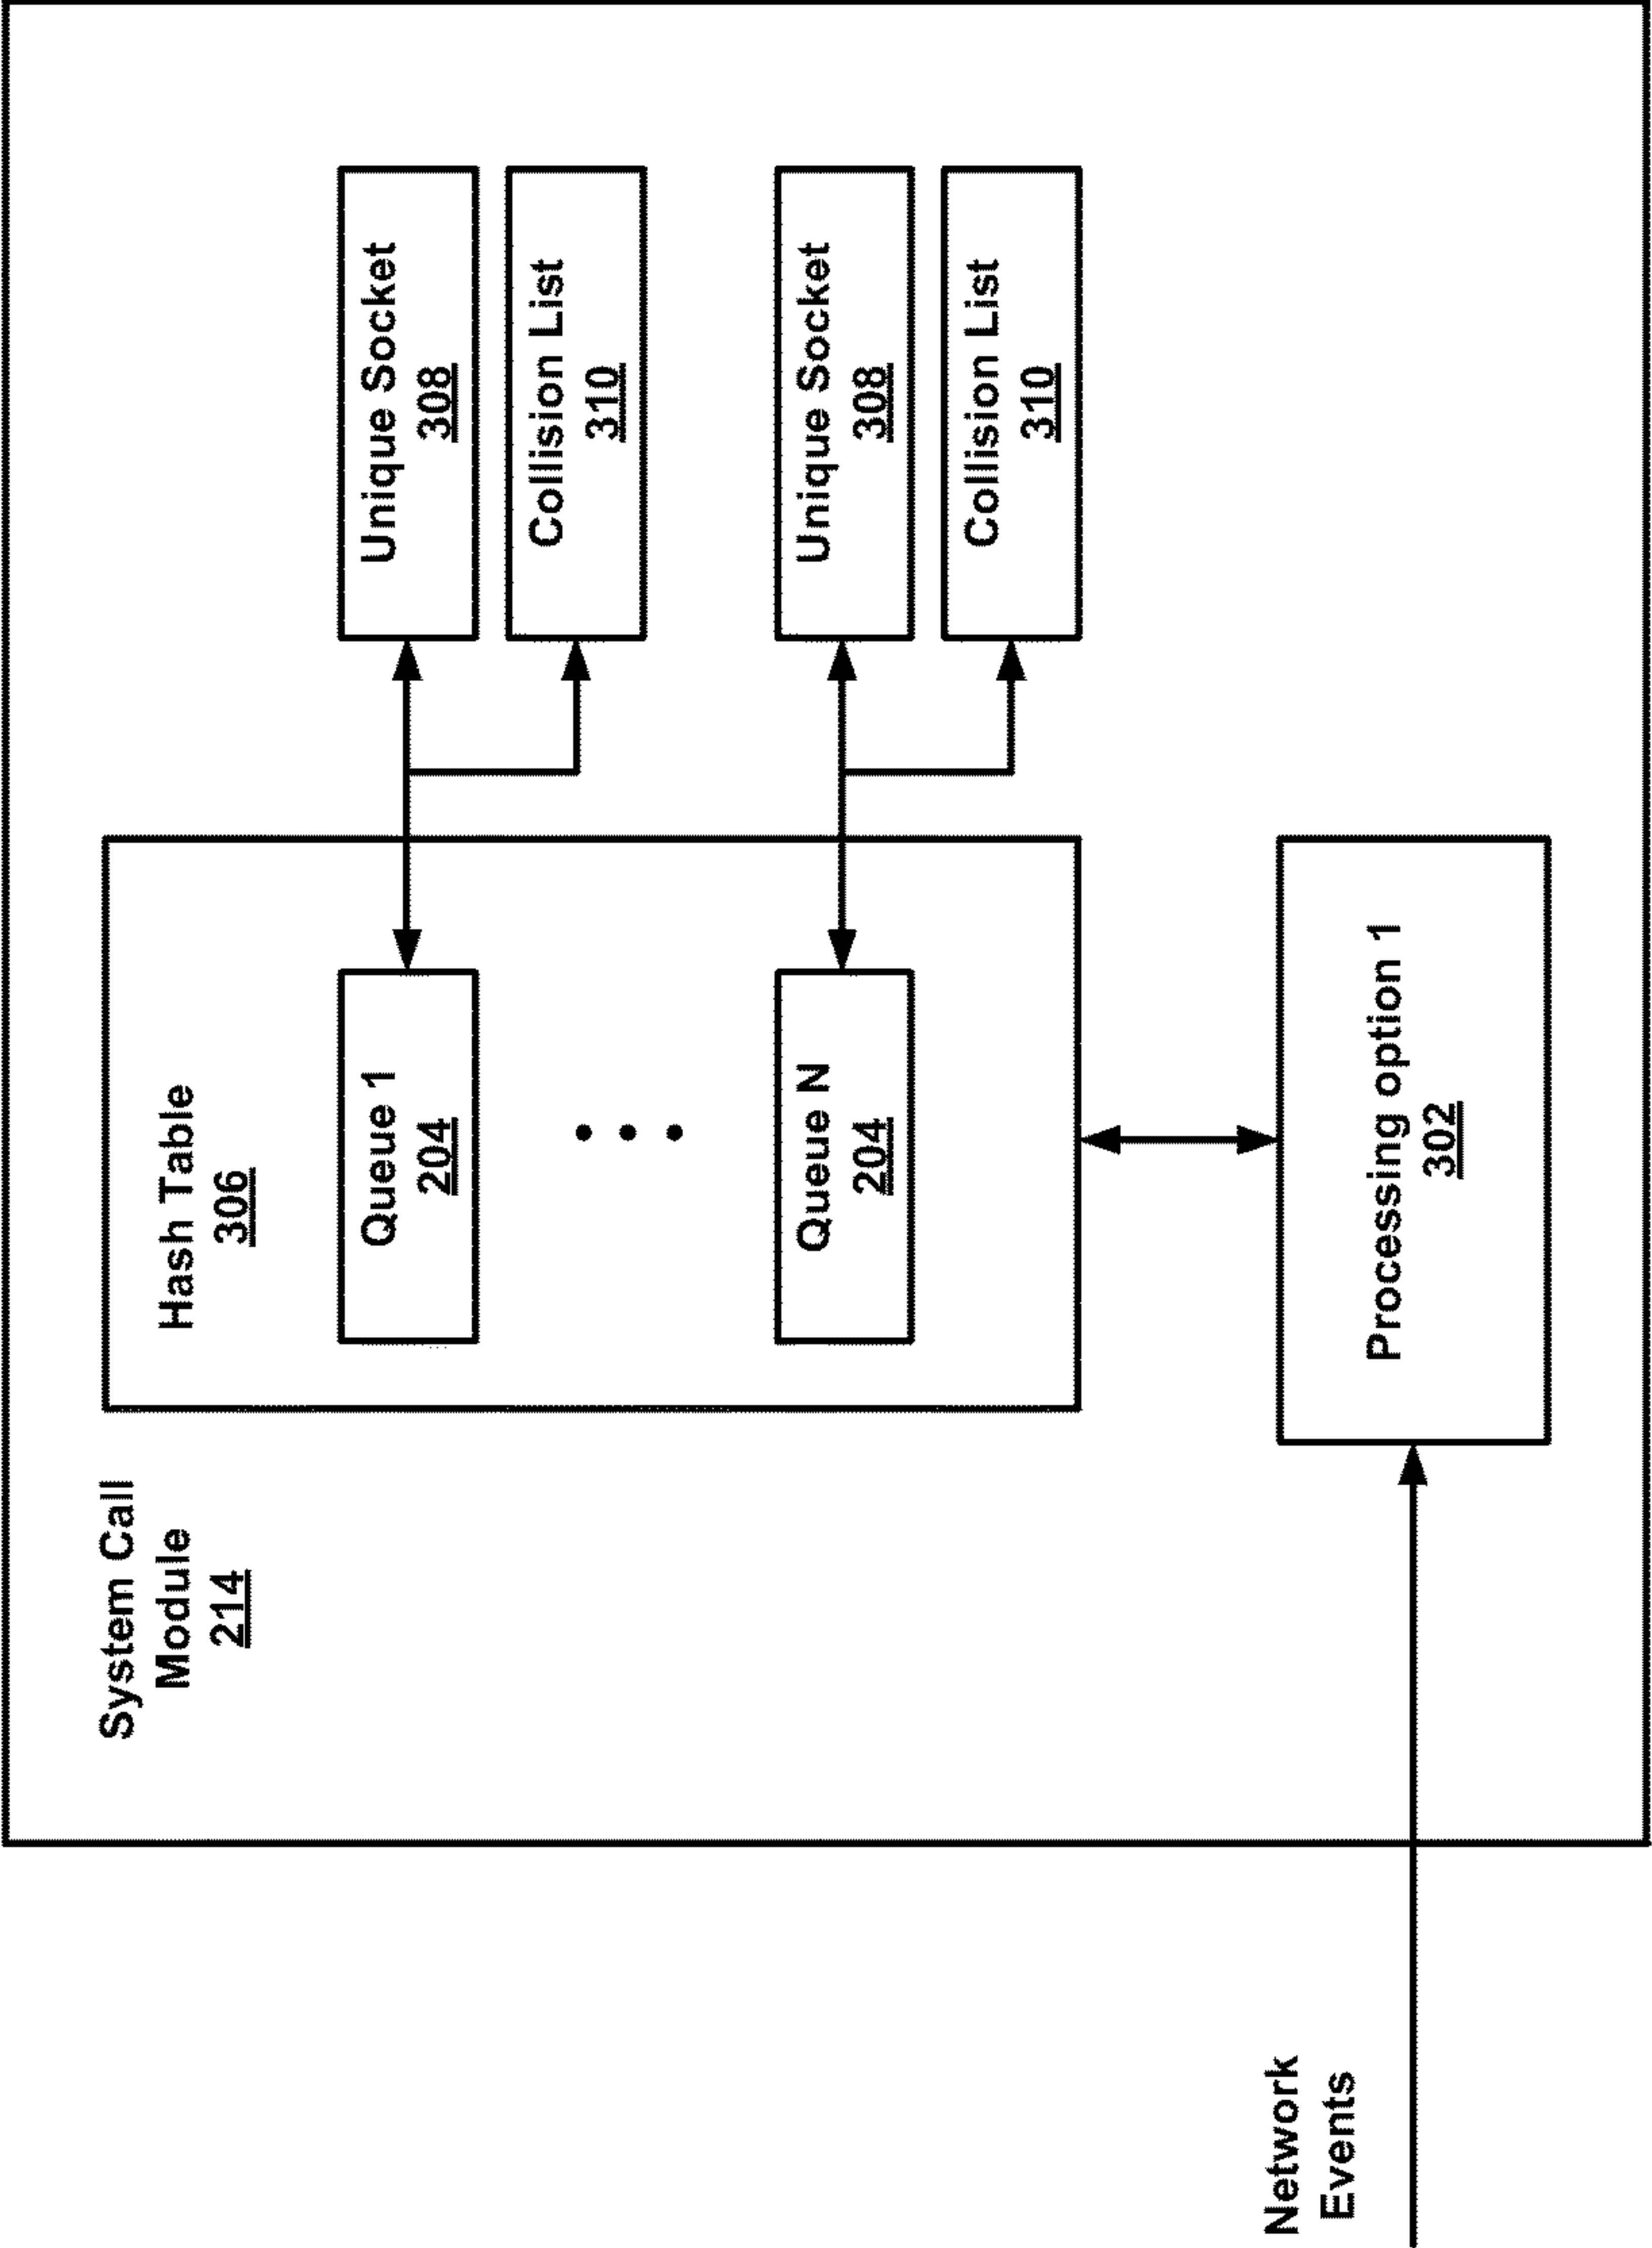 System Call
Module
214
Hash Table
306
Queue 1
204
Queue N
204
Unique Socket
308
Collision List
310
Unique Socket
308
Collision List
310
Processing option 1
302
Network
Events